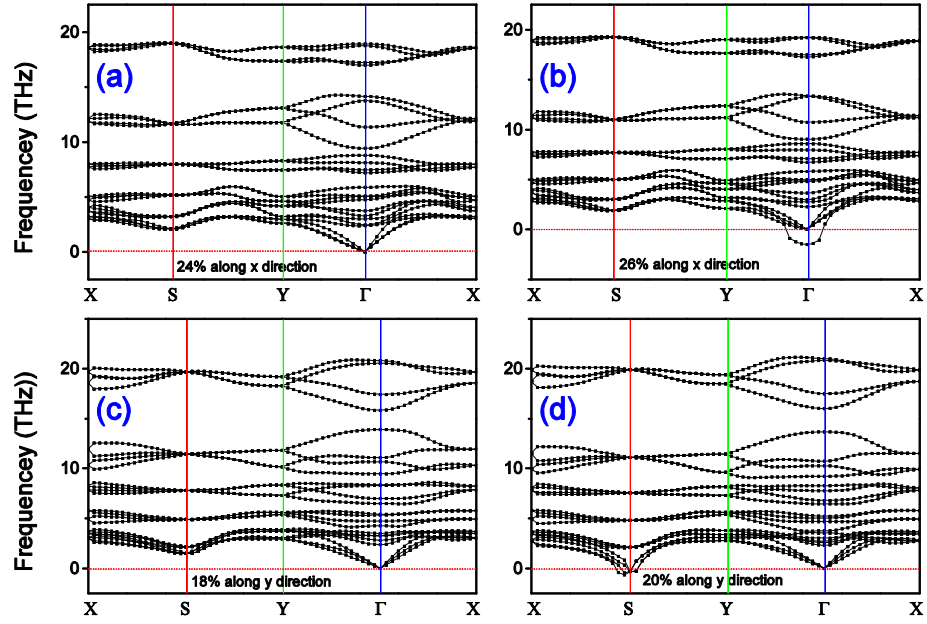 20
10
0
Frequencey (THz)
(a)
24% along x direction
X S Y Γ X
20
10
0
(b)
26% along x direction
X S Y Γ X
20
10
0
Frequencey (THz))
(c)
18% along y direction
X S Y Γ X
20
10
0
(d)
20% along y direction
X S Y Γ X